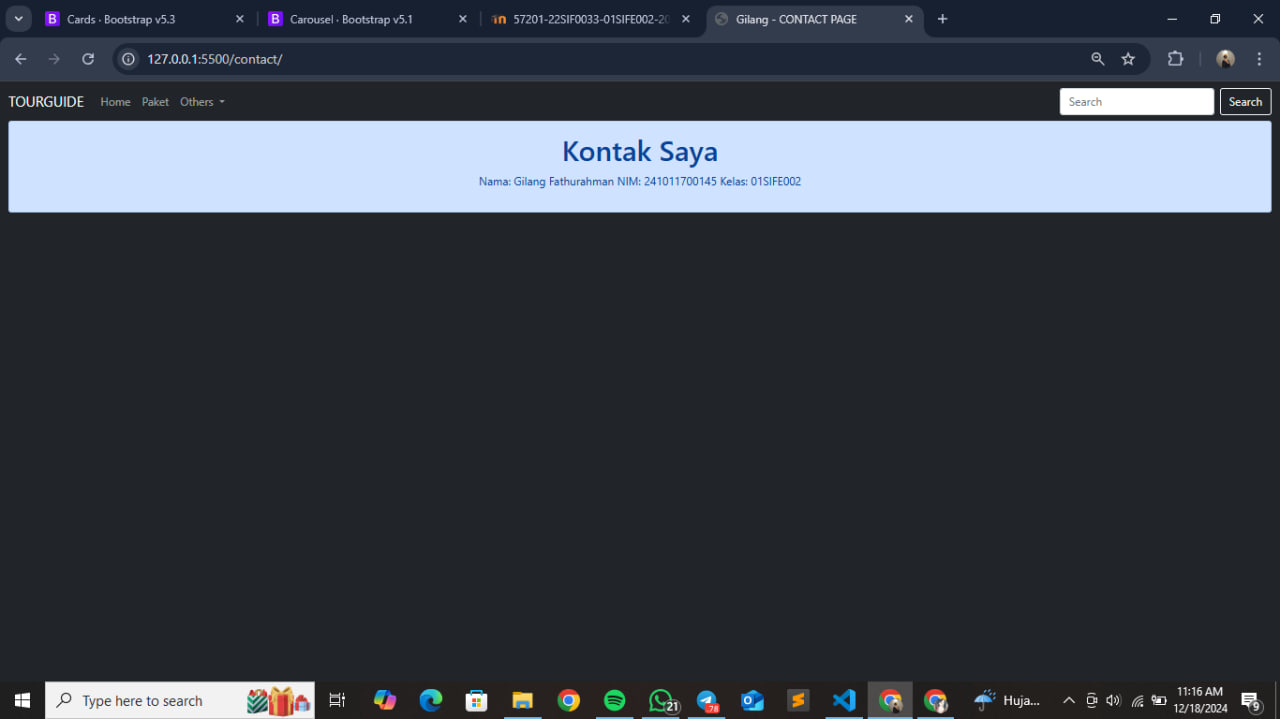 Cards · Bootstrap v5.3
Carousel · Bootstrap v5.1
57201-22SIF0033-01SIFE002-20
Gilang - CONTACT PAGE
127.0.0.1:5500/contact/
TOURGUIDE Home Paket Others Search Search
Kontak Saya
Nama: Gilang Fathurahman NIM: 241011700145 Kelas: 01SIFE002
Type here to search
21
78
Huja...
11:16 AM
12/18/2024
9